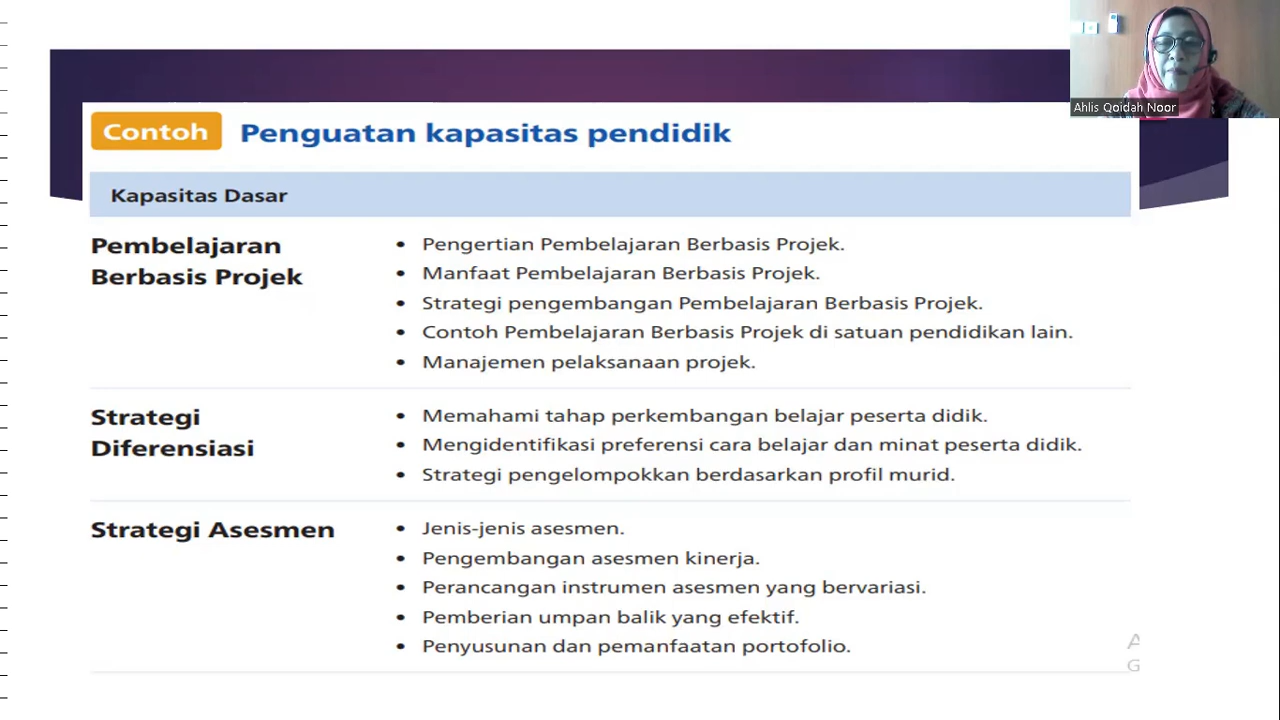 Ahlis Qoidah Noor
Contoh Penguatan kapasitas pendidik
Kapasitas Dasar
Pembelajaran
Berbasis Projek
• Pengertian Pembelajaran Berbasis Projek.
• Manfaat Pembelajaran Berbasis Projek.
• Strategi pengembangan Pembelajaran Berbasis Projek.
• Contoh Pembelajaran Berbasis Projek di satuan pendidikan lain.
• Manajemen pelaksanaan projek.
Strategi
Diferensiasi
• Memahami tahap perkembangan belajar peserta didik.
• Mengidentifikasi preferensi cara belajar dan minat peserta didik.
• Strategi pengelompokkan berdasarkan profil murid.
Strategi Asesmen
• Jenis-jenis asesmen.
• Pengembangan asesmen kinerja.
• Perancangan instrumen asesmen yang bervariasi.
• Pemberian umpan balik yang efektif.
• Penyusunan dan pemanfaatan portofolio.